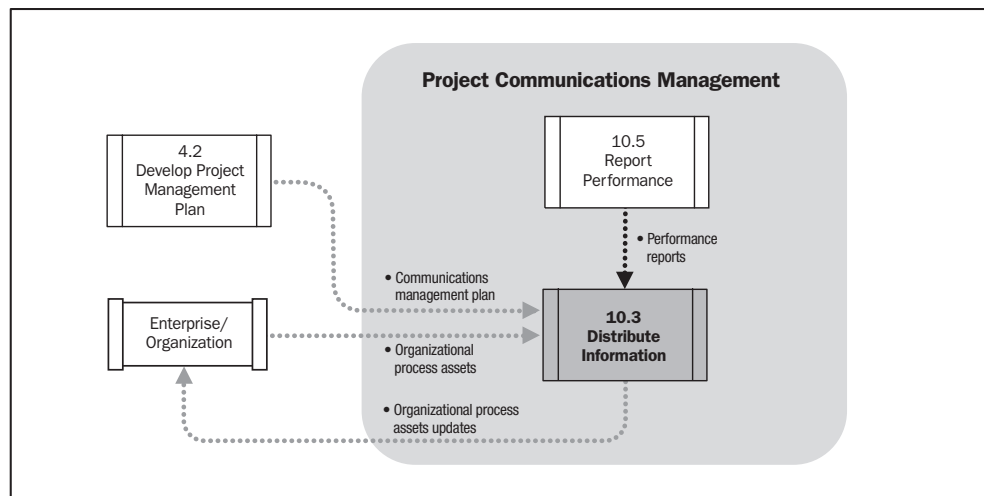 Project Communications Management
4.2
Develop Project
Management
Plan
10.5
Report
Performance
• Performance
reports
• Communications
management plan
Enterprise/
Organization
10.3
Distribute
Information
• Organizational
process assets
• Organizational process
assets updates